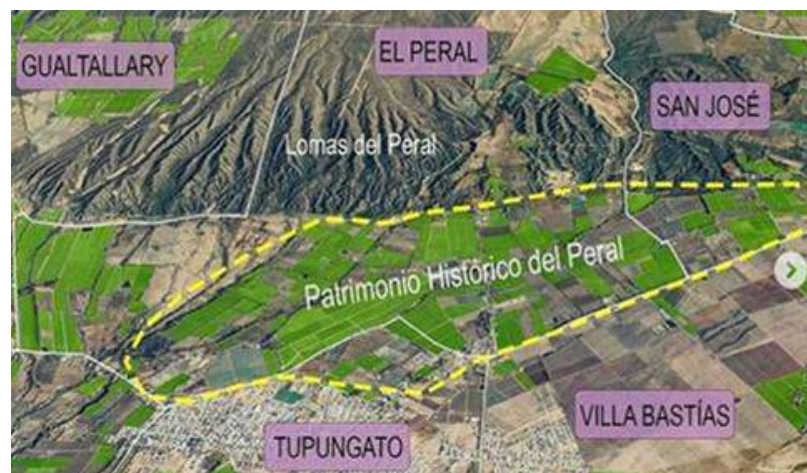 GUALTALLARY
EL PERAL
SAN JOSÉ
Lomas del Peral
Patrimonio Histórico del Peral
VILLA BASTÍAS
TUPUNGATO